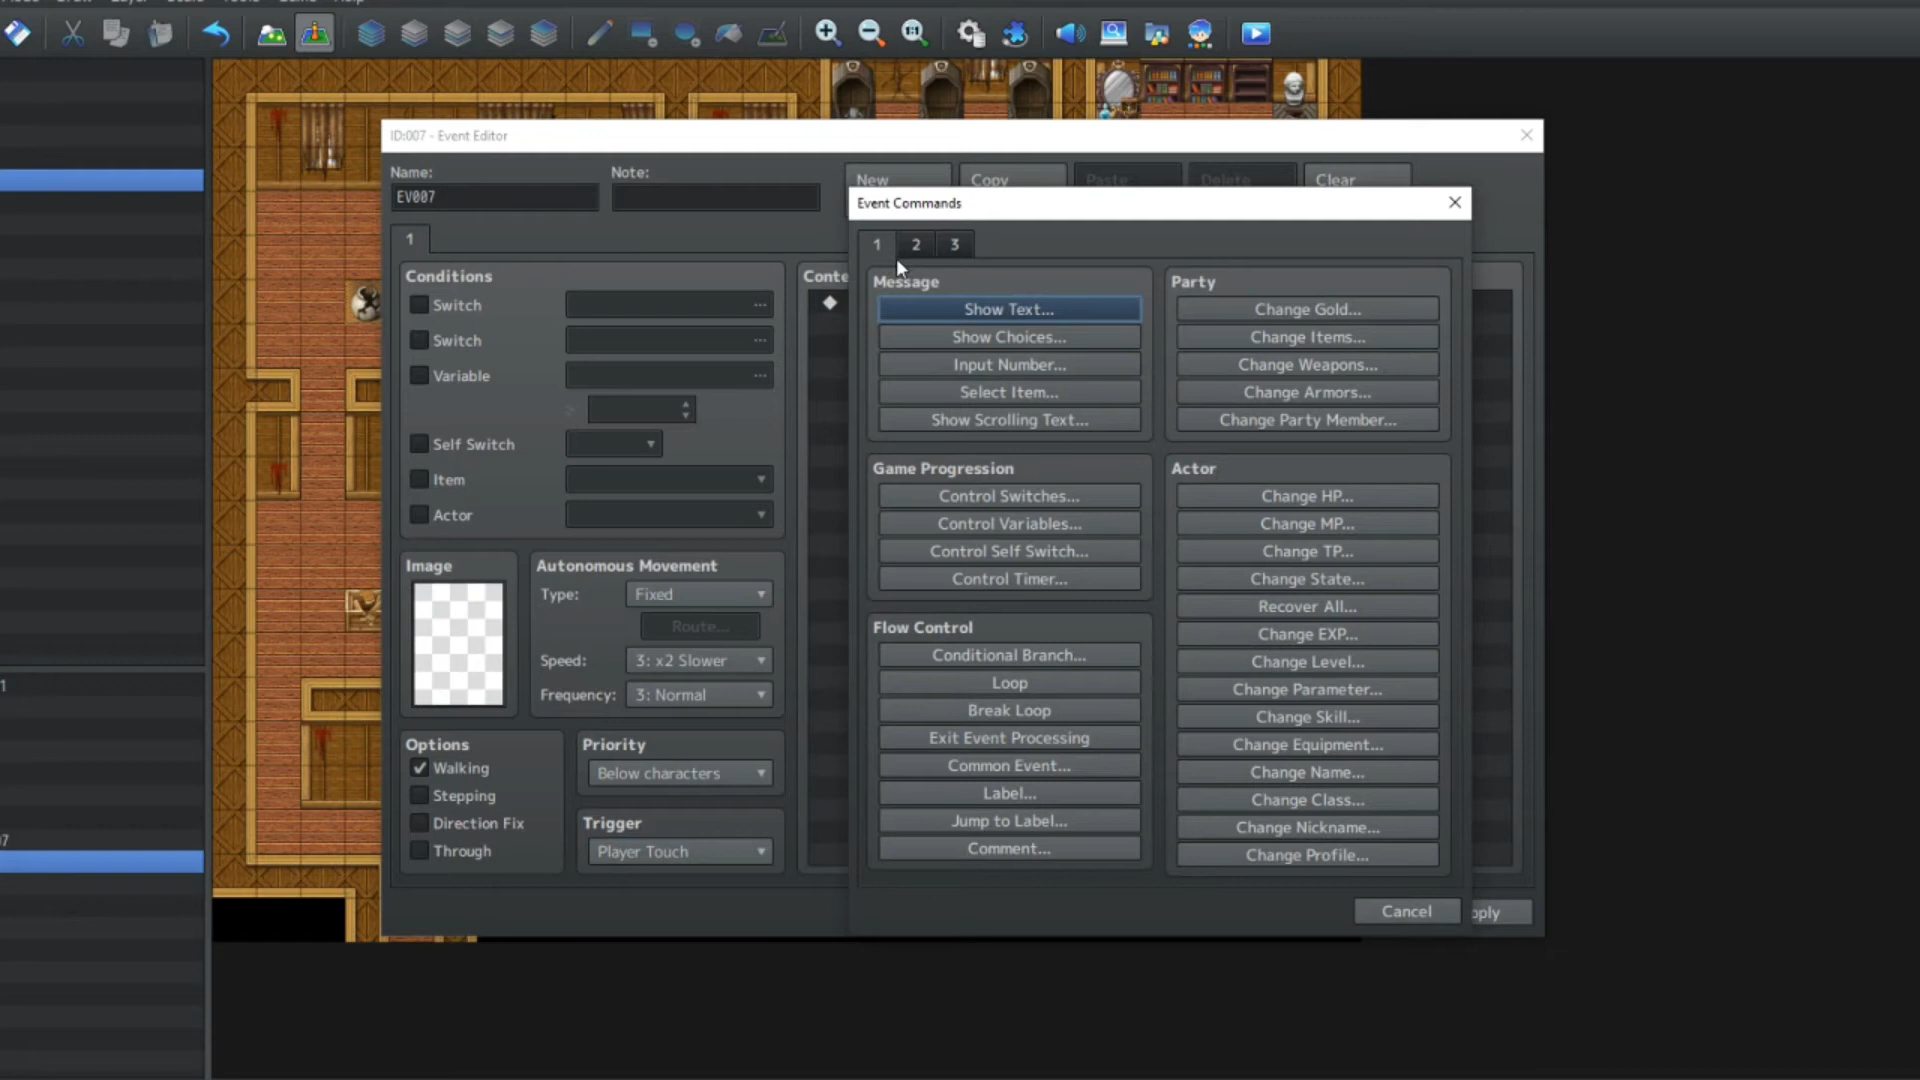 ID:007 - Event Editor
Name:
Note:
EV007
New
Copy
Paste
Delete
Clear
1
Conditions
Switch
...
Switch
...
Variable
...
≥
Self Switch
Item
Actor
Image
Autonomous Movement
Type:
Fixed
Route...
Speed:
3: x2 Slower
Frequency:
3: Normal
Options
Walking
Stepping
Direction Fix
Through
Priority
Below characters
Trigger
Player Touch
Conte
Event Commands
1
2
3
Message
Show Text...
Show Choices...
Input Number...
Select Item...
Show Scrolling Text...
Game Progression
Control Switches...
Control Variables...
Control Self Switch...
Control Timer...
Flow Control
Conditional Branch...
Loop
Break Loop
Exit Event Processing
Common Event...
Label...
Jump to Label...
Comment...
Party
Change Gold...
Change Items...
Change Weapons...
Change Armors...
Change Party Member...
Actor
Change HP...
Change MP...
Change TP...
Change State...
Recover All...
Change EXP...
Change Level...
Change Parameter...
Change Skill...
Change Equipment...
Change Name...
Change Class...
Change Nickname...
Change Profile...
Cancel
pply
1
7
1:1